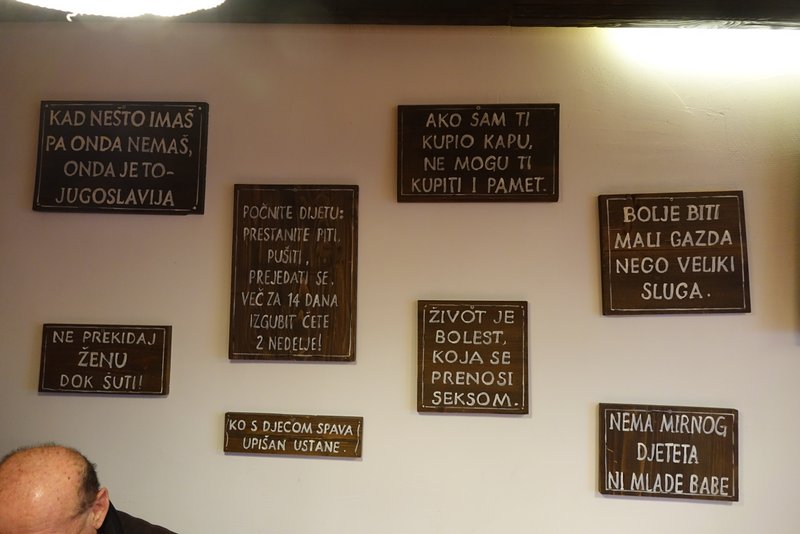 KAD NEŠTO IMAŠ
PA ONDA NEMAŠ,
ONDA JE TO-
JUGOSLAVIJA
AKO SAM TI
KUPIO KAPU,
NE MOGU TI
KUPITI I PAMET.
POČNITE DIJETU:
PRESTANITE PITI,
PUŠITI,
PREJEDATI SE.
VEČ ZA 14 DANA
IZGUBIT ČETE
2 NEDELJE!
BOLJE BITI
MALI GAZDA
NEGO VELIKI
SLUGA.
NE PREKIDAJ
ŽENU
DOK ŠUTI!
ŽIVOT JE
BOLEST,
KOJA SE
PRENOSI
SEKSOM.
KO S DJECOM SPAVA
UPIŠAN USTANE.
NEMA MIRNOG
DJETETA
NI MLADE BABE